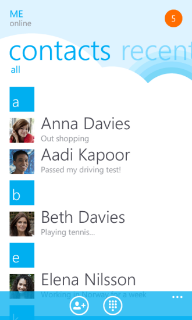 ME
online
5
contacts recent
all
a
Anna Davies
Out shopping
Aadi Kapoor
Passed my driving test!
b
Beth Davies
Playing tennis...
e
Elena Nilsson
week